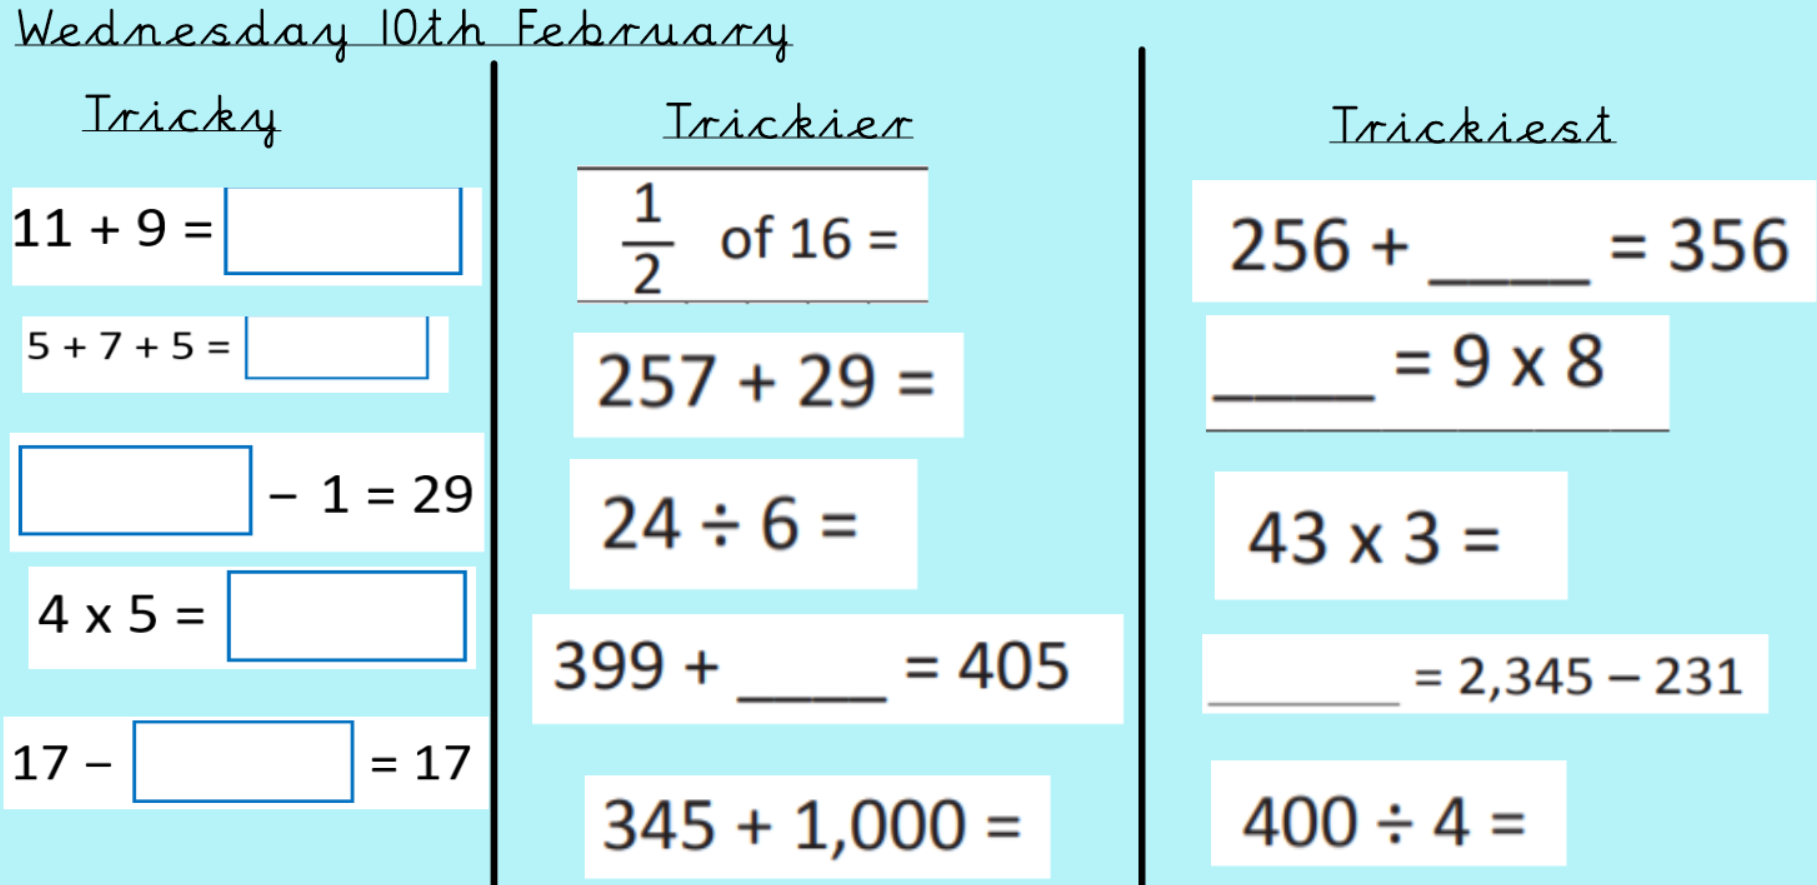 Wednesday 10th February
Tricky
11 + 9 =
5 + 7 + 5 =
– 1 = 29
4 x 5 =
17 – = 17
Trickier
1/2 of 16 =
257 + 29 =
24 ÷ 6 =
399 + ____ = 405
345 + 1,000 =
Trickiest
256 + ____ = 356
____ = 9 x 8
43 x 3 =
____ = 2,345 – 231
400 ÷ 4 =